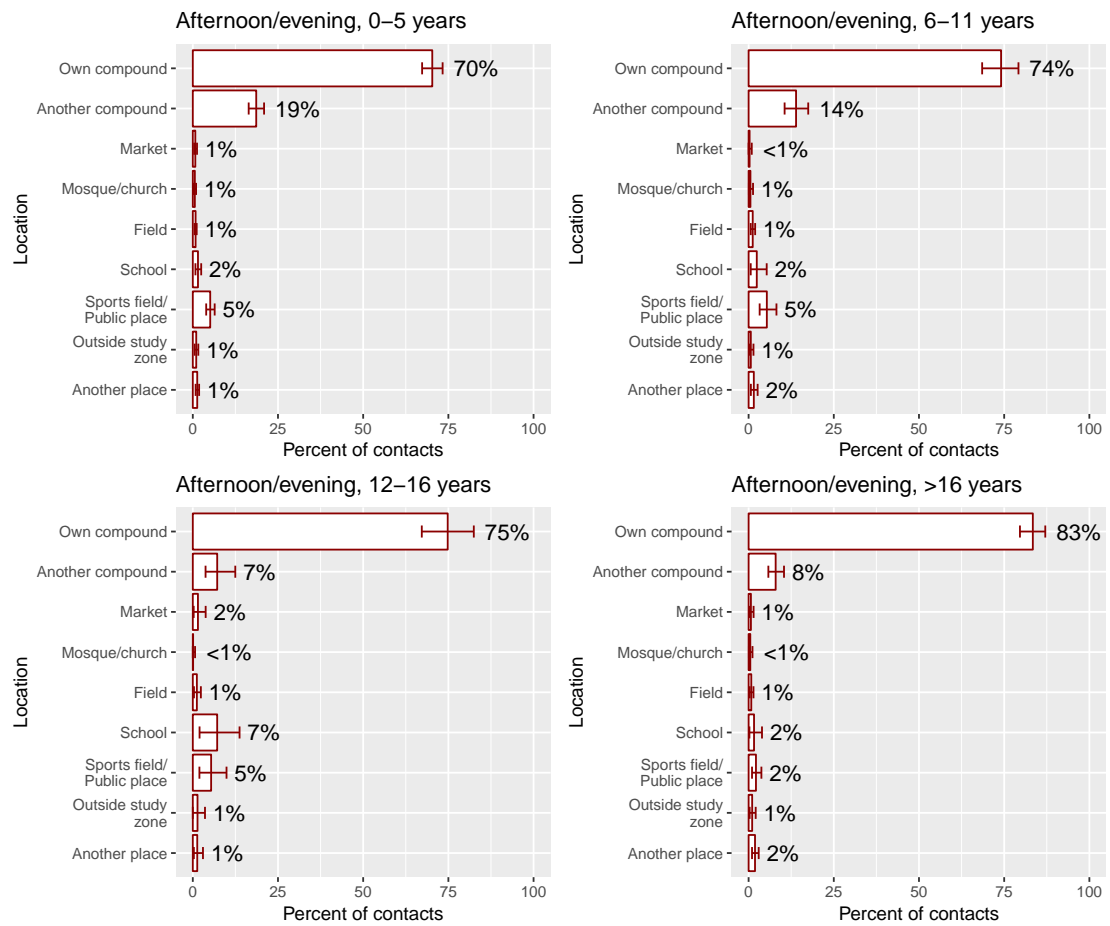 Afternoon/evening, 0–5 years
Location
Own compound
70%
Another compound
19%
Market
1%
Mosque/church
1%
Field
1%
School
2%
Sports field/
Public place
5%
Outside study
zone
1%
Another place
1%
0
25
50
75
100
Percent of contacts
Afternoon/evening, 6–11 years
Location
Own compound
74%
Another compound
14%
Market
<1%
Mosque/church
1%
Field
1%
School
2%
Sports field/
Public place
5%
Outside study
zone
1%
Another place
2%
0
25
50
75
100
Percent of contacts
Afternoon/evening, 12–16 years
Location
Own compound
75%
Another compound
7%
Market
2%
Mosque/church
<1%
Field
1%
School
7%
Sports field/
Public place
5%
Outside study
zone
1%
Another place
1%
0
25
50
75
100
Percent of contacts
Afternoon/evening, >16 years
Location
Own compound
83%
Another compound
8%
Market
1%
Mosque/church
<1%
Field
1%
School
2%
Sports field/
Public place
2%
Outside study
zone
1%
Another place
2%
0
25
50
75
100
Percent of contacts